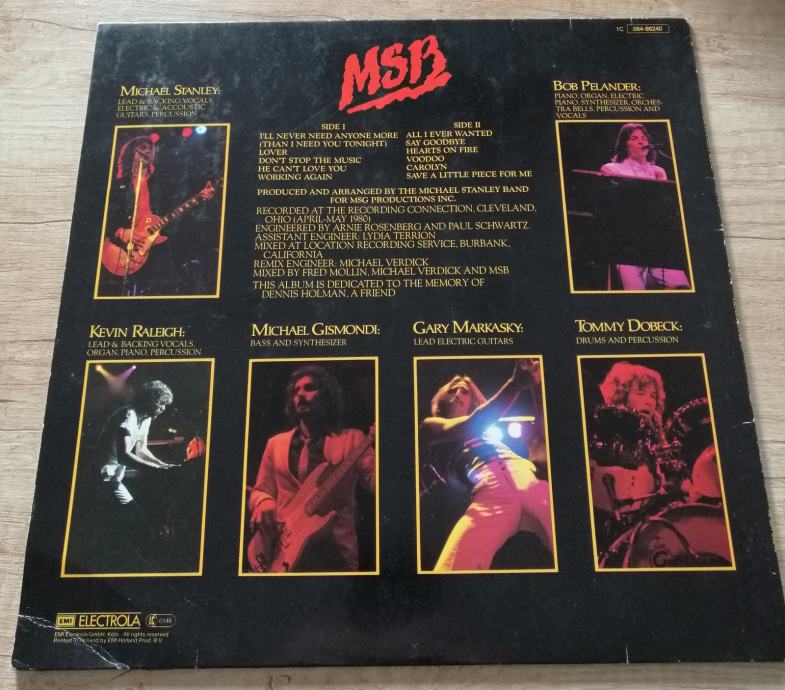 1C 064-86240
MSB
MICHAEL STANLEY:
LEAD & BACKING VOCALS,
ELECTRIC & ACCOUSTIC
GUITARS, PERCUSSION
BOB PELANDER:
PIANO, ORGAN, ELECTRIC
PIANO, SYNTHESIZER, ORCHES-
TRA BELLS, PERCUSSION AND
VOCALS
SIDE I
I'LL NEVER NEED ANYONE MORE
(THAN I NEED YOU TONIGHT)
LOVER
DON'T STOP THE MUSIC
HE CAN'T LOVE YOU
WORKING AGAIN
SIDE II
ALL I EVER WANTED
SAY GOODBYE
HEARTS ON FIRE
VOODOO
CAROLYN
SAVE A LITTLE PIECE FOR ME
PRODUCED AND ARRANGED BY THE MICHAEL STANLEY BAND
FOR MSG PRODUCTIONS INC.
RECORDED AT THE RECORDING CONNECTION, CLEVELAND,
OHIO (APRIL-MAY 1980)
ENGINEERED BY ARNIE ROSENBERG AND PAUL SCHWARTZ
ASSISTANT ENGINEER: LYDIA TERRION
MIXED AT LOCATION RECORDING SERVICE, BURBANK,
CALIFORNIA
REMIX ENGINEER: MICHAEL VERDICK
MIXED BY FRED MOLLIN, MICHAEL VERDICK AND MSB
THIS ALBUM IS DEDICATED TO THE MEMORY OF
DENNIS HOLMAN, A FRIEND
KEVIN RALEIGH:
LEAD & BACKING VOCALS,
ORGAN, PIANO, PERCUSSION
MICHAEL GISMONDI:
BASS AND SYNTHESIZER
GARY MARKASKY:
LEAD ELECTRIC GUITARS
TOMMY DOBECK:
DRUMS AND PERCUSSION
EMI ELECTROLA 0148
EMI Electrola GmbH, Köln · All rights reserved
Printed in Holland by EMI Holland Prod. B.V.